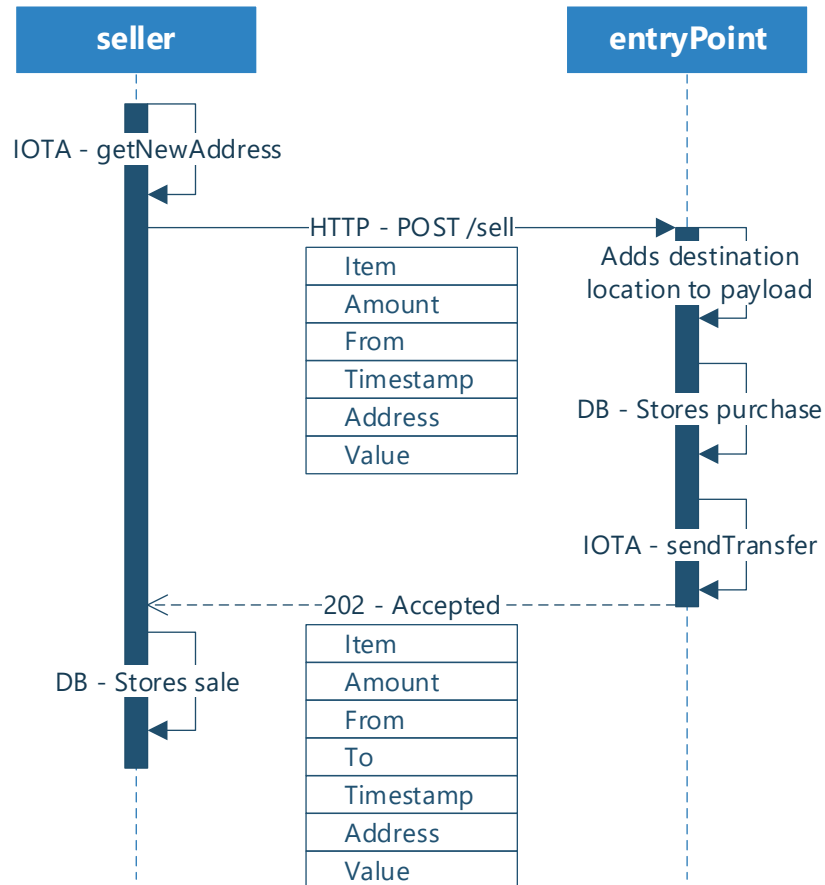 seller
entryPoint
IOTA - getNewAddress
HTTP - POST /sell
Item
Amount
From
Timestamp
Address
Value
Adds destination
location to payload
DB - Stores purchase
IOTA - sendTransfer
202 - Accepted
Item
Amount
From
To
Timestamp
Address
Value
DB - Stores sale